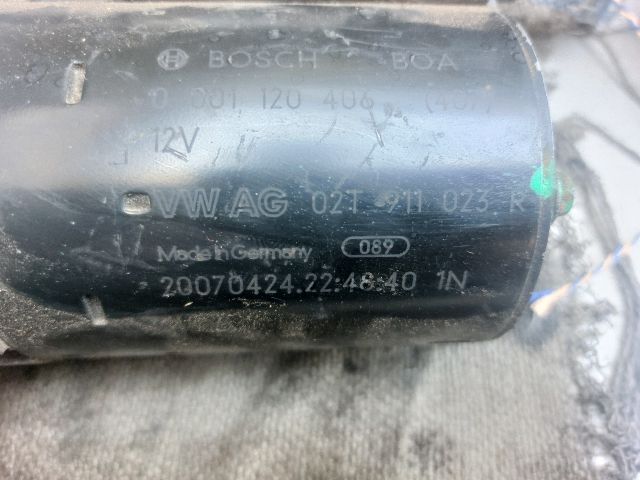 BOSCH BOA
0 001 120 406 (407)
12V
VW AG 02T 911 023 R
Made in Germany 089
20070424.22:48:40 1N